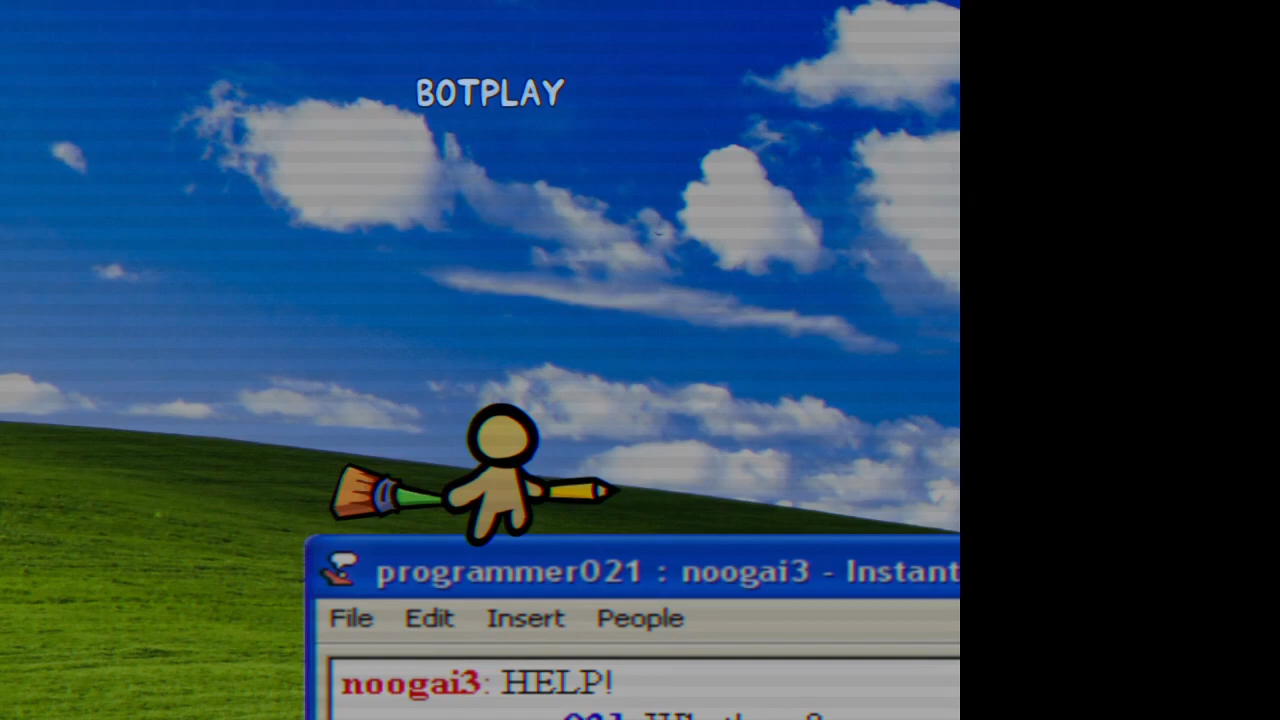 BOTPLAY
programmer021 : noogai3 - Instant
File Edit Insert People
noogai3: HELP!